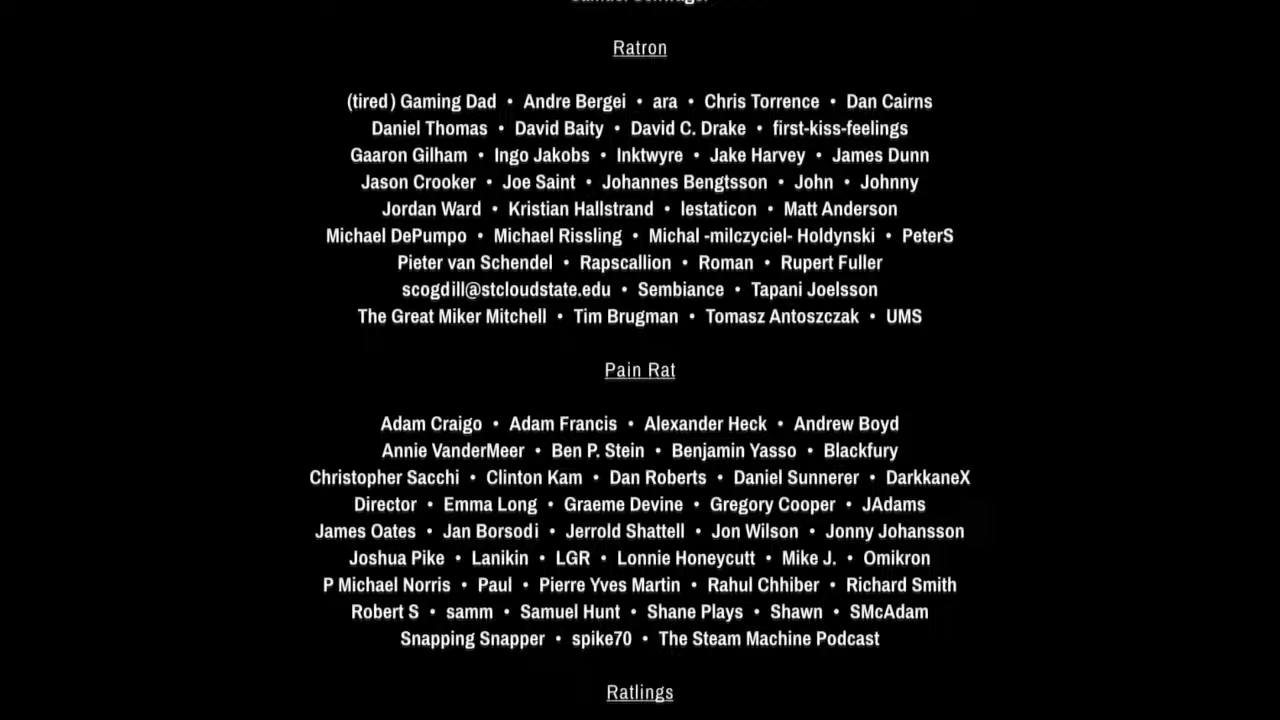 Ratron
(tired) Gaming Dad • Andre Bergei • ara • Chris Torrence • Dan Cairns
Daniel Thomas • David Baity • David C. Drake • first-kiss-feelings
Gaaron Gilham • Ingo Jakobs • Inktwyre • Jake Harvey • James Dunn
Jason Crooker • Joe Saint • Johannes Bengtsson • John • Johnny
Jordan Ward • Kristian Hallstrand • lestaticon • Matt Anderson
Michael DePumpo • Michael Rissling • Michal -milczyciel- Holdynski • PeterS
Pieter van Schendel • Rapscallion • Roman • Rupert Fuller
scogdill@stcloudstate.edu • Sembiance • Tapani Joelsson
The Great Miker Mitchell • Tim Brugman • Tomasz Antoszczak • UMS
Pain Rat
Adam Craigo • Adam Francis • Alexander Heck • Andrew Boyd
Annie VanderMeer • Ben P. Stein • Benjamin Yasso • Blackfury
Christopher Sacchi • Clinton Kam • Dan Roberts • Daniel Sunnerer • DarkkaneX
Director • Emma Long • Graeme Devine • Gregory Cooper • JAdams
James Oates • Jan Borsodi • Jerrold Shattell • Jon Wilson • Jonny Johansson
Joshua Pike • Lanikin • LGR • Lonnie Honeycutt • Mike J. • Omikron
P Michael Norris • Paul • Pierre Yves Martin • Rahul Chhiber • Richard Smith
Robert S • samm • Samuel Hunt • Shane Plays • Shawn • SMcAdam
Snapping Snapper • spike70 • The Steam Machine Podcast
Ratlings